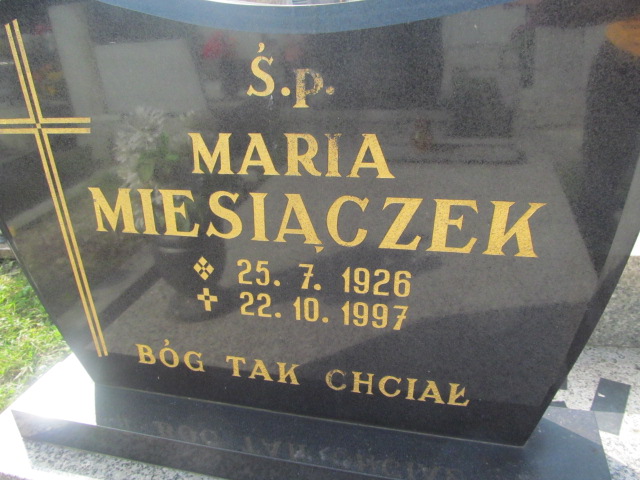 Ś.p.
MARIA
MIESIĄCZEK
25. 7. 1926
22. 10. 1997
BÓG TAK CHCIAŁ